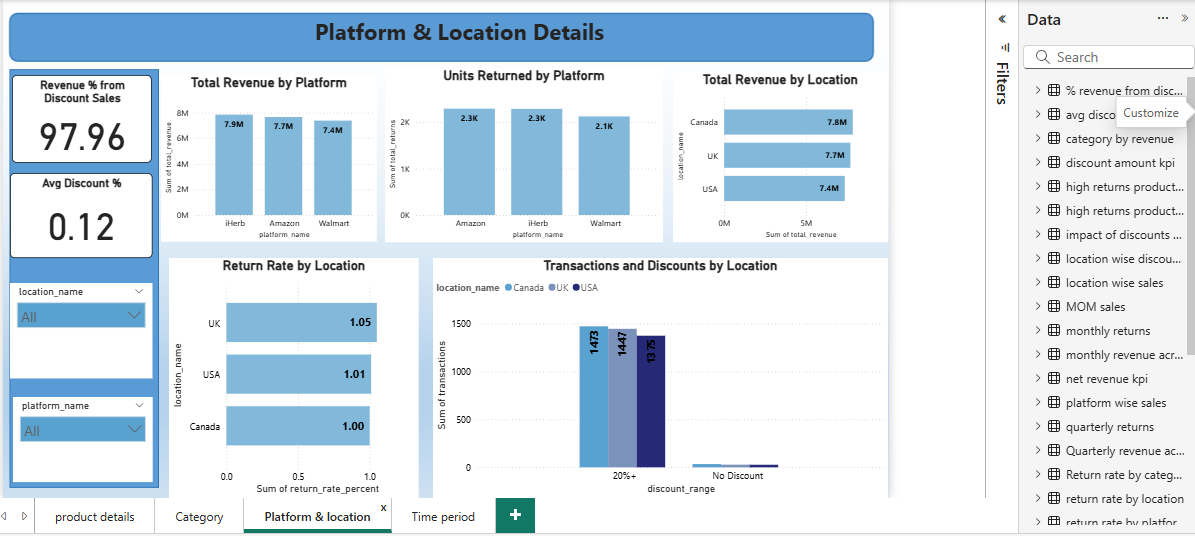 Platform & Location Details
Revenue % from
Discount Sales
97.96
Avg Discount %
0.12
location_name
All
platform_name
All
Total Revenue by Platform
Sum of total_revenue
8M
6M
4M
2M
0M
7.9M
7.7M
7.4M
iHerb
Amazon
Walmart
platform_name
Units Returned by Platform
Sum of total_returns
2K
1K
0K
2.3K
2.3K
2.1K
Amazon
iHerb
Walmart
platform_name
Total Revenue by Location
location_name
Canada
7.8M
UK
7.7M
USA
7.4M
0M
5M
Sum of total_revenue
Return Rate by Location
location_name
UK
1.05
USA
1.01
Canada
1.00
0.0
0.5
1.0
Sum of return_rate_percent
Transactions and Discounts by Location
location_name Canada UK USA
Sum of transactions
1500
1000
500
0
1473
1447
1375
20%+
No Discount
discount_range
product details
Category
Platform & location
x
Time period
+
Filters
Data
Search
% revenue from disc...
avg disco
Customize
category by revenue
discount amount kpi
high returns product...
high returns product...
impact of discounts ...
location wise discou...
location wise sales
MOM sales
monthly returns
monthly revenue acr...
net revenue kpi
platform wise sales
quarterly returns
Quarterly revenue ac...
Return rate by categ...
return rate by location
return rate by platfor...